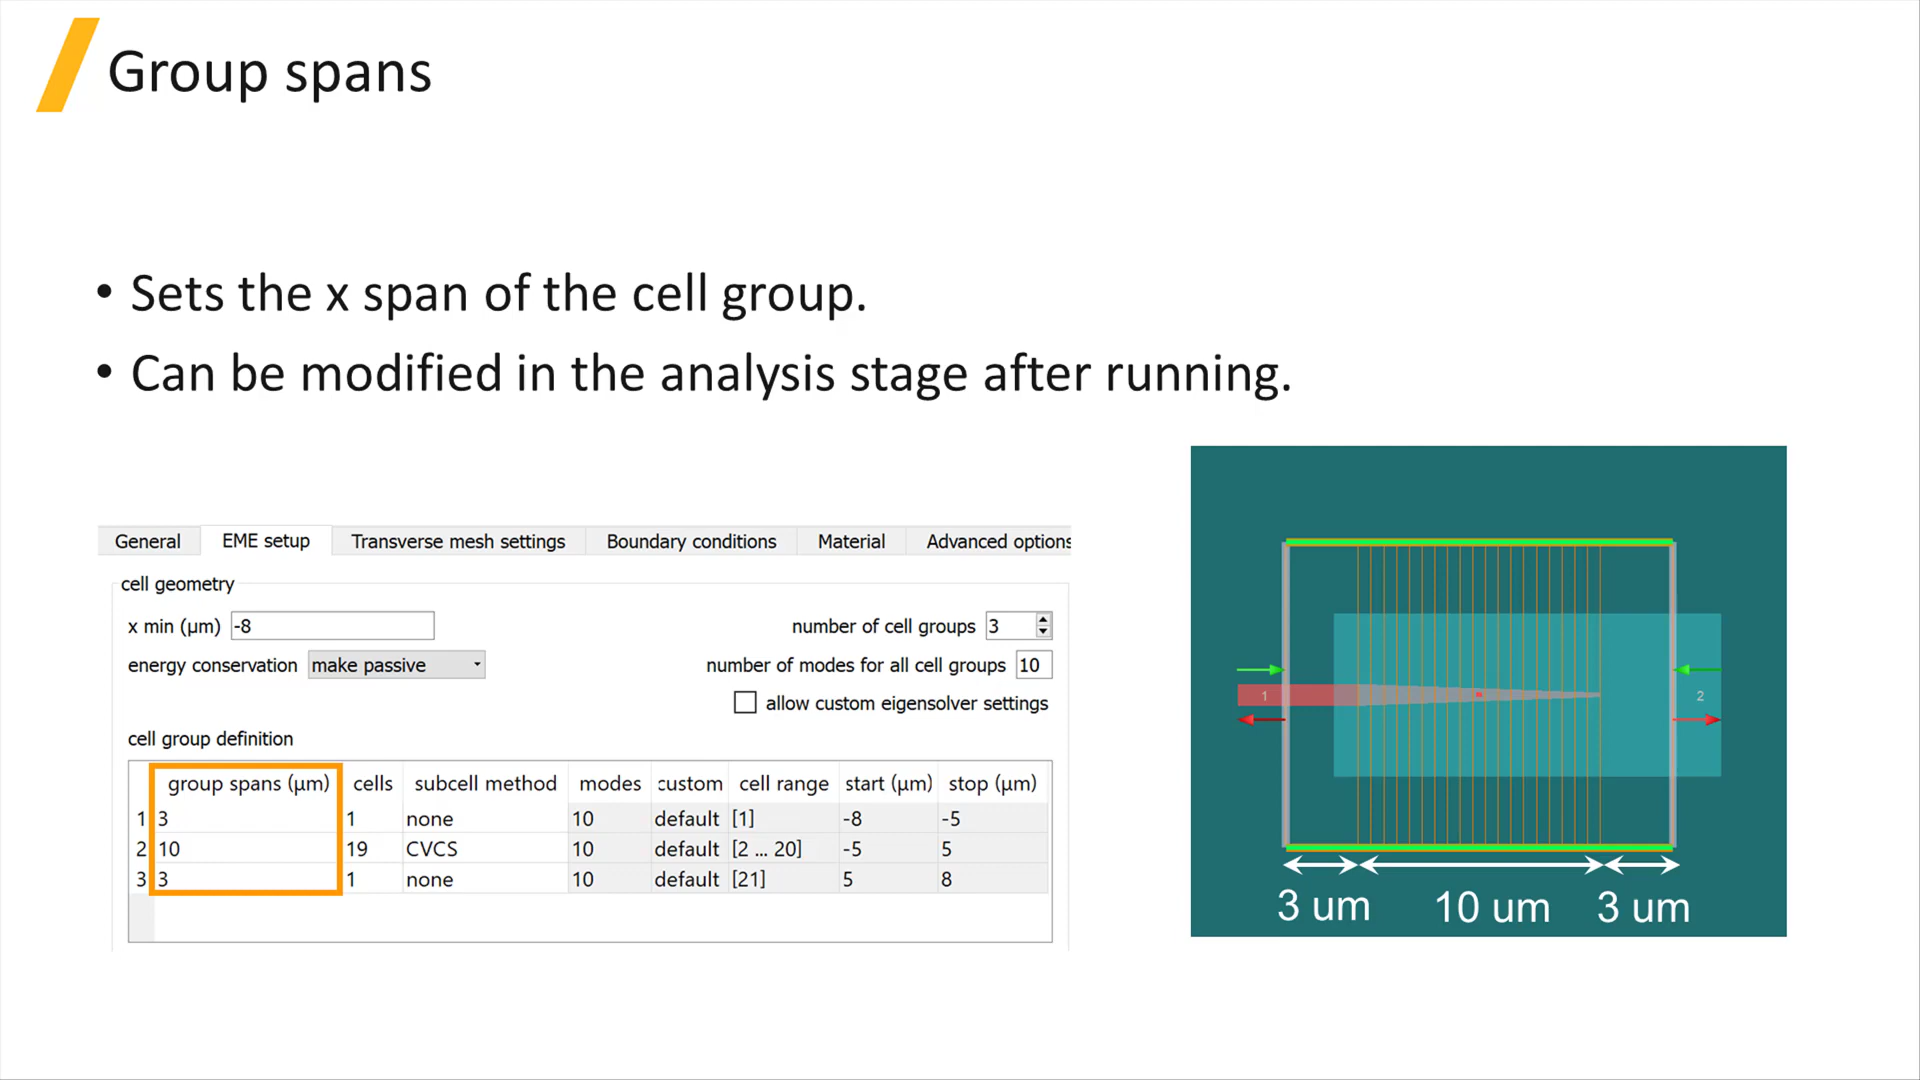 Group spans
• Sets the x span of the cell group.
• Can be modified in the analysis stage after running.
General EME setup Transverse mesh settings Boundary conditions Material Advanced options
cell geometry
x min (µm) -8 number of cell groups 3
energy conservation make passive number of modes for all cell groups 10
allow custom eigensolver settings
cell group definition
group spans (µm) cells subcell method modes custom cell range start (µm) stop (µm)
1 3 1 none 10 default [1] -8 -5
2 10 19 CVCS 10 default [2 ... 20] -5 5
3 3 1 none 10 default [21] 5 8
1 2
3 um 10 um 3 um